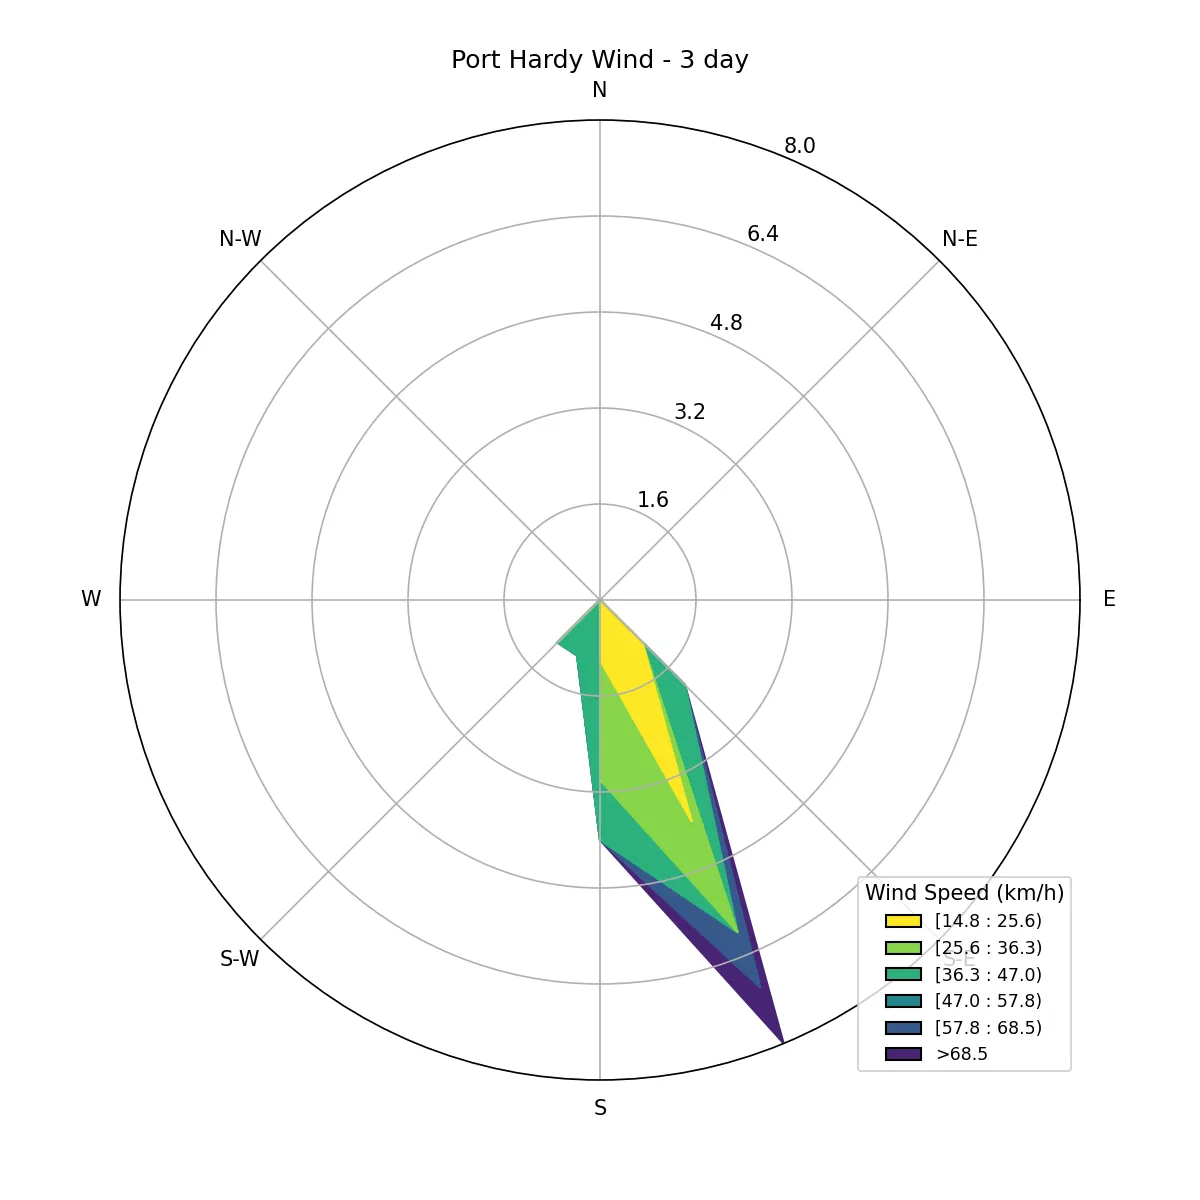 Port Hardy Wind - 3 day
N
8.0
N-W
6.4
N-E
4.8
3.2
1.6
W
E
Wind Speed (km/h)
[14.8 : 25.6)
[25.6 : 36.3)
S-W
S-E
[36.3 : 47.0)
[47.0 : 57.8)
[57.8 : 68.5)
>68.5
S